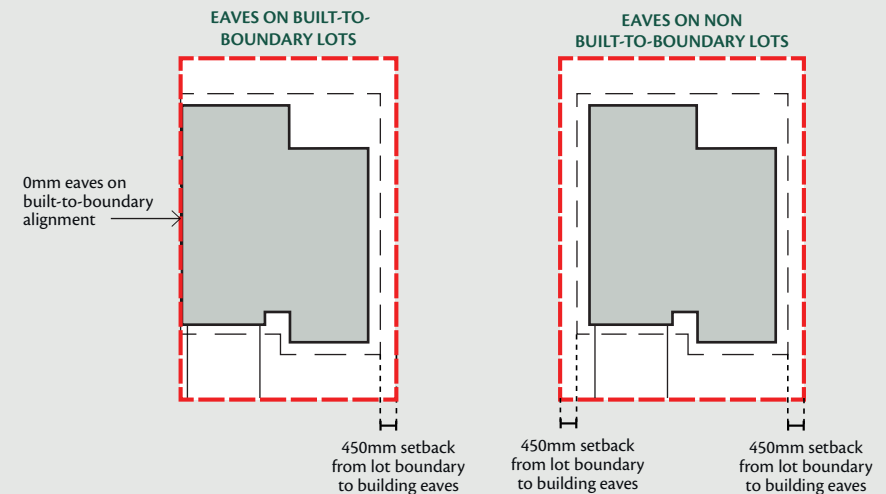 EAVES ON BUILT-TO-
BOUNDARY LOTS
EAVES ON NON
BUILT-TO-BOUNDARY LOTS
0mm eaves on
built-to-boundary
alignment
450mm setback
from lot boundary
to building eaves
450mm setback
from lot boundary
to building eaves
450mm setback
from lot boundary
to building eaves